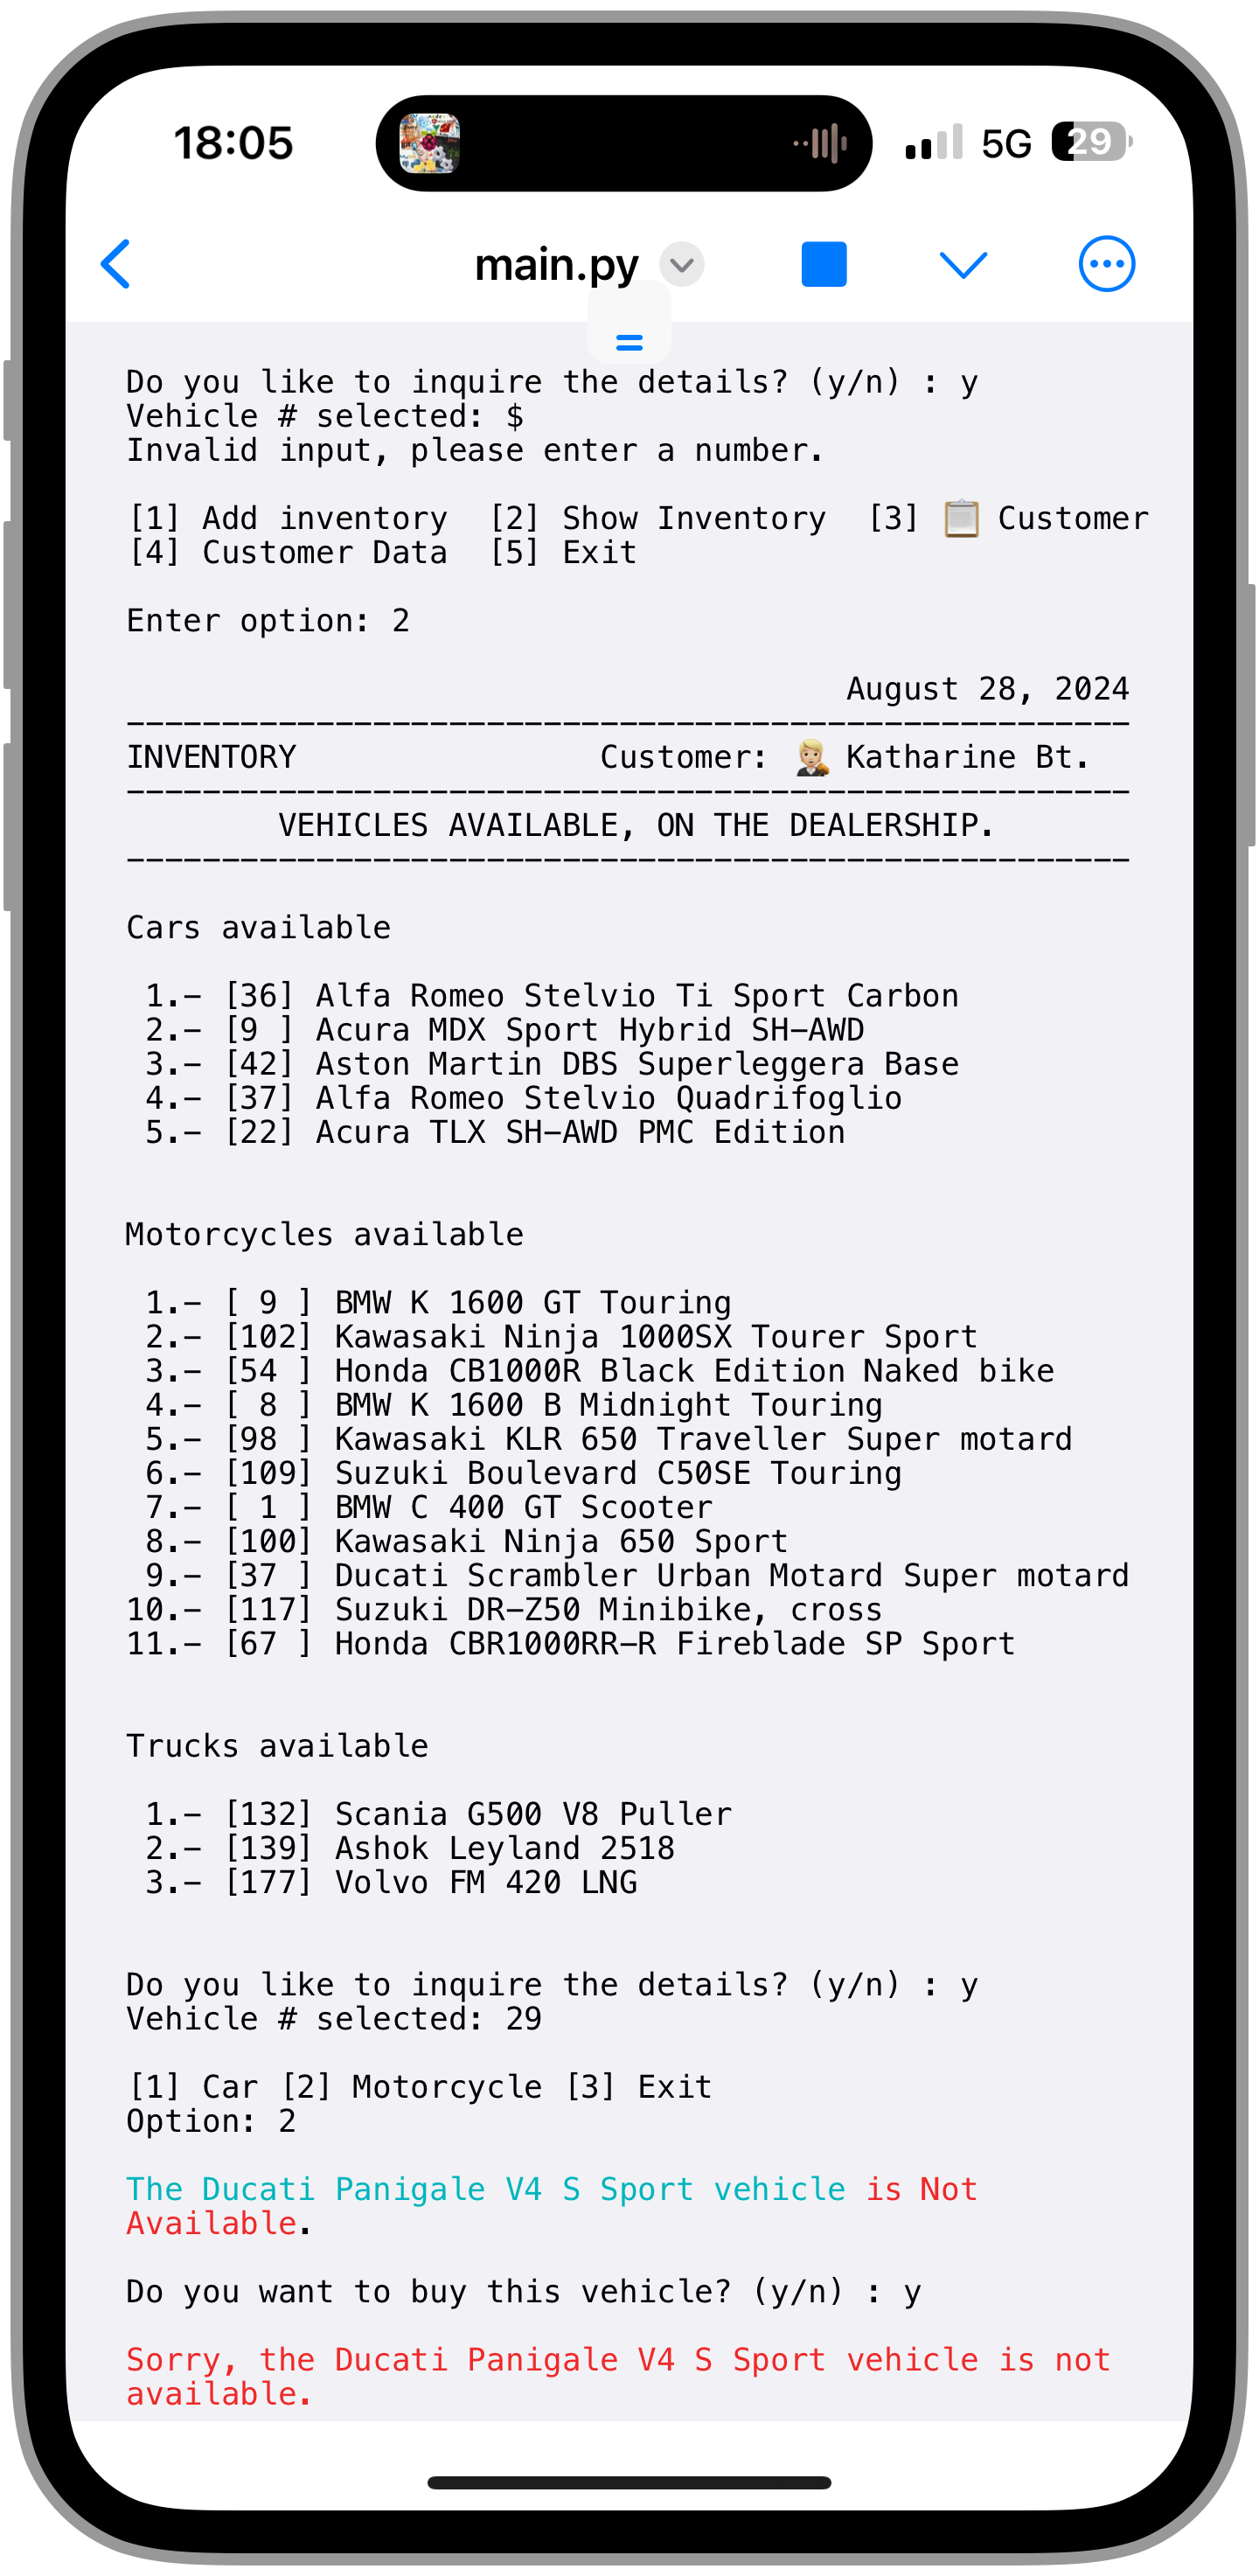 18:05
5G 29
main.py
Do you like to inquire the details? (y/n) : y
Vehicle # selected: $
Invalid input, please enter a number.
[1] Add inventory [2] Show Inventory [3] 📋 Customer
[4] Customer Data [5] Exit
Enter option: 2
August 28, 2024
-----------------------------------------------------
INVENTORY Customer: 🤵🏼 Katharine Bt.
-----------------------------------------------------
VEHICLES AVAILABLE, ON THE DEALERSHIP.
-----------------------------------------------------
Cars available
1.- [36] Alfa Romeo Stelvio Ti Sport Carbon
2.- [9 ] Acura MDX Sport Hybrid SH-AWD
3.- [42] Aston Martin DBS Superleggera Base
4.- [37] Alfa Romeo Stelvio Quadrifoglio
5.- [22] Acura TLX SH-AWD PMC Edition
Motorcycles available
1.- [ 9 ] BMW K 1600 GT Touring
2.- [102] Kawasaki Ninja 1000SX Tourer Sport
3.- [54 ] Honda CB1000R Black Edition Naked bike
4.- [ 8 ] BMW K 1600 B Midnight Touring
5.- [98 ] Kawasaki KLR 650 Traveller Super motard
6.- [109] Suzuki Boulevard C50SE Touring
7.- [ 1 ] BMW C 400 GT Scooter
8.- [100] Kawasaki Ninja 650 Sport
9.- [37 ] Ducati Scrambler Urban Motard Super motard
10.- [117] Suzuki DR-Z50 Minibike, cross
11.- [67 ] Honda CBR1000RR-R Fireblade SP Sport
Trucks available
1.- [132] Scania G500 V8 Puller
2.- [139] Ashok Leyland 2518
3.- [177] Volvo FM 420 LNG
Do you like to inquire the details? (y/n) : y
Vehicle # selected: 29
[1] Car [2] Motorcycle [3] Exit
Option: 2
The Ducati Panigale V4 S Sport vehicle is Not
Available.
Do you want to buy this vehicle? (y/n) : y
Sorry, the Ducati Panigale V4 S Sport vehicle is not
available.